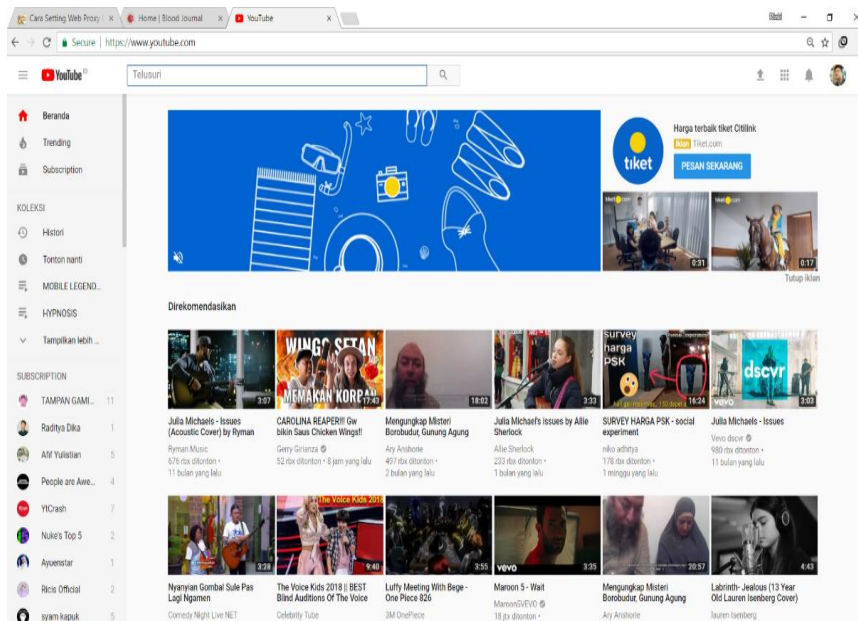 Cara Setting Web Proxy
Home | Blood Journal
YouTube
Secure
https://www.youtube.com
YouTube ID
Telusuri
Beranda
Trending
Subscription
KOLEKSI
Histori
Tonton nanti
MOBILE LEGEND...
HYPNOSIS
Tampilkan lebih ...
SUBSCRIPTION
TAMPAN GAMI... 11
Raditya Dika 1
Afif Yulistian 5
People are Awe... 4
YtCrash 7
Nuke's Top 5 2
Ayuenstar 1
Ricis Official 2
syam kapuk 5
tiket
Harga terbaik tiket Citilink
Iklan Tiket.com
PESAN SEKARANG
tiket.com
0:31
tiket.com
0:17
Tutup iklan
Direkomendasikan
3:07
WINGS SETAN
MEMAKAN KORBAN
17:43
18:02
3:33
survey
harga
PSK
16:24
dscvr
vevo
3:03
Julia Michaels - Issues
(Acoustic Cover) by Ryman
Ryman Music
676 rbx ditonton •
11 bulan yang lalu
CAROLINA REAPER!!! Gw
bikin Saus Chicken Wings!!
Gerry Girianza
52 rbx ditonton • 8 jam yang lalu
Mengungkap Misteri
Borobudur, Gunung Agung
Ary Anshorie
497 rbx ditonton •
2 bulan yang lalu
Julia Michael's issues by Allie
Sherlock
Allie Sherlock
233 rbx ditonton •
1 bulan yang lalu
SURVEY HARGA PSK - social
experiment
niko adhitya
178 rbx ditonton •
1 minggu yang lalu
Julia Michaels - Issues
Vevo dscvr
980 rbx ditonton •
11 bulan yang lalu
3:28
The Voice Kids 2018
9:40
3:55
vevo
3:35
20:57
4:43
Nyanyian Gombal Sule Pas
Lagi Ngamen
Comedy Night Live NET
The Voice Kids 2018 || BEST
Blind Auditions Of The Voice
Celebrity Tube
Luffy Meeting With Bege -
One Piece 826
3M OnePiece
Maroon 5 - Wait
Maroon5VEVO
18 jtx ditonton •
Mengungkap Misteri
Borobudur, Gunung Agung
Ary Anshorie
Labrinth- Jealous (13 Year
Old Lauren Isenberg Cover)
lauren Isenberg